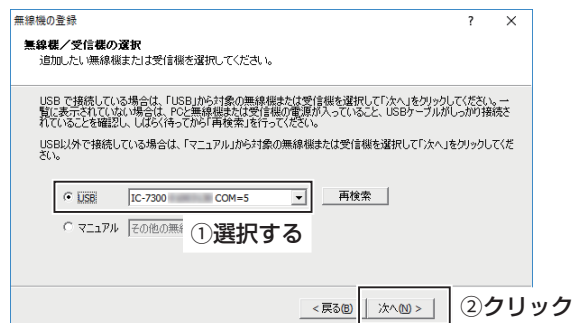 無線機の登録
? ×
無線機／受信機の選択
追加したい無線機または受信機を選択してください。
USB で接続している場合は、「USB」から対象の無線機または受信機を選択して「次へ」をクリックしてください。一
覧に表示されていない場合は、PCと無線機または受信機の電源が入っていること、USBケーブルがしっかり接続さ
れていることを確認し、しばらく待ってから「再検索」を行ってください。
USB以外で接続している場合は、「マニュアル」から対象の無線機または受信機を選択して「次へ」をクリックしてくだ
さい。
USB IC-7300 COM=5 再検索
マニュアル その他の無
①選択する
< 戻る(B) 次へ(N) > ②クリック